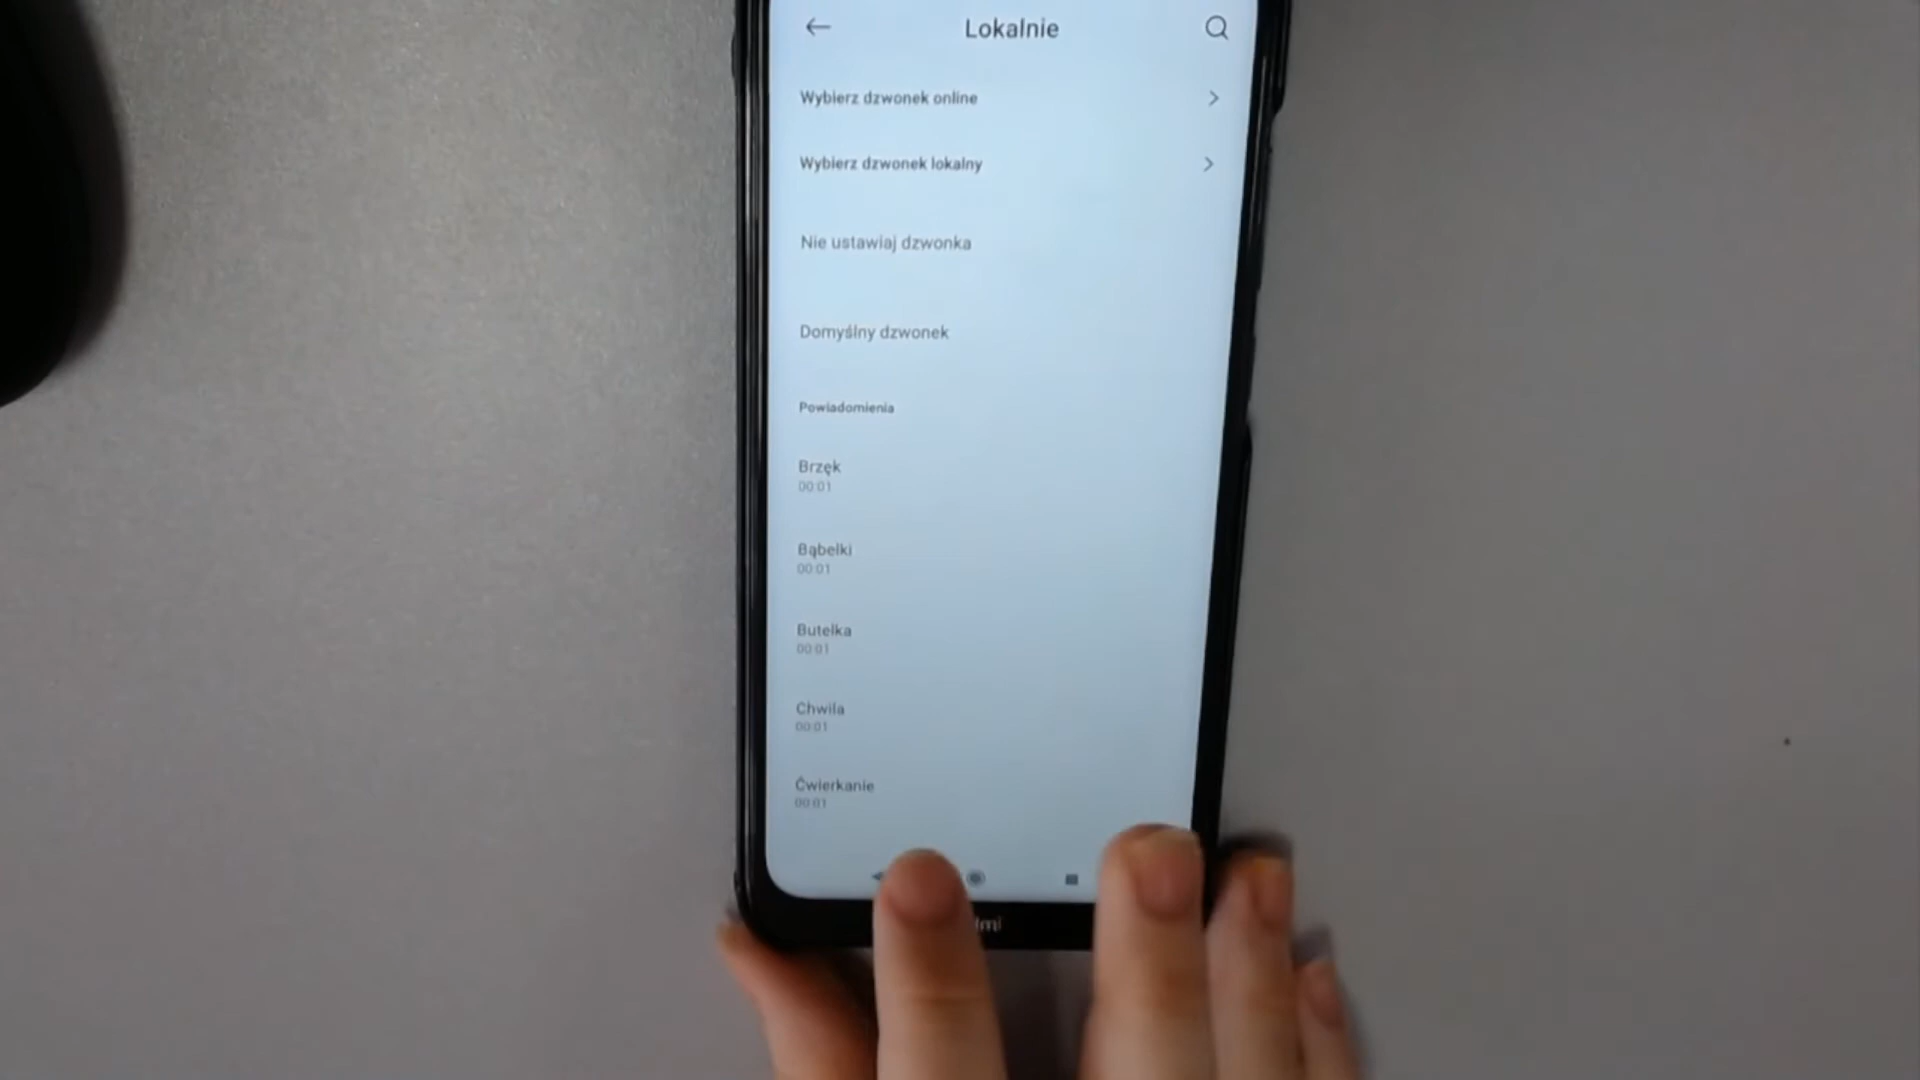 Lokalnie
Wybierz dzwonek online
Wybierz dzwonek lokalny
Nie ustawiaj dzwonka
Domyślny dzwonek
Powiadomienia
Brzęk
00:01
Bąbelki
00:01
Butelka
00:01
Chwila
00:01
Ćwierkanie
00:01